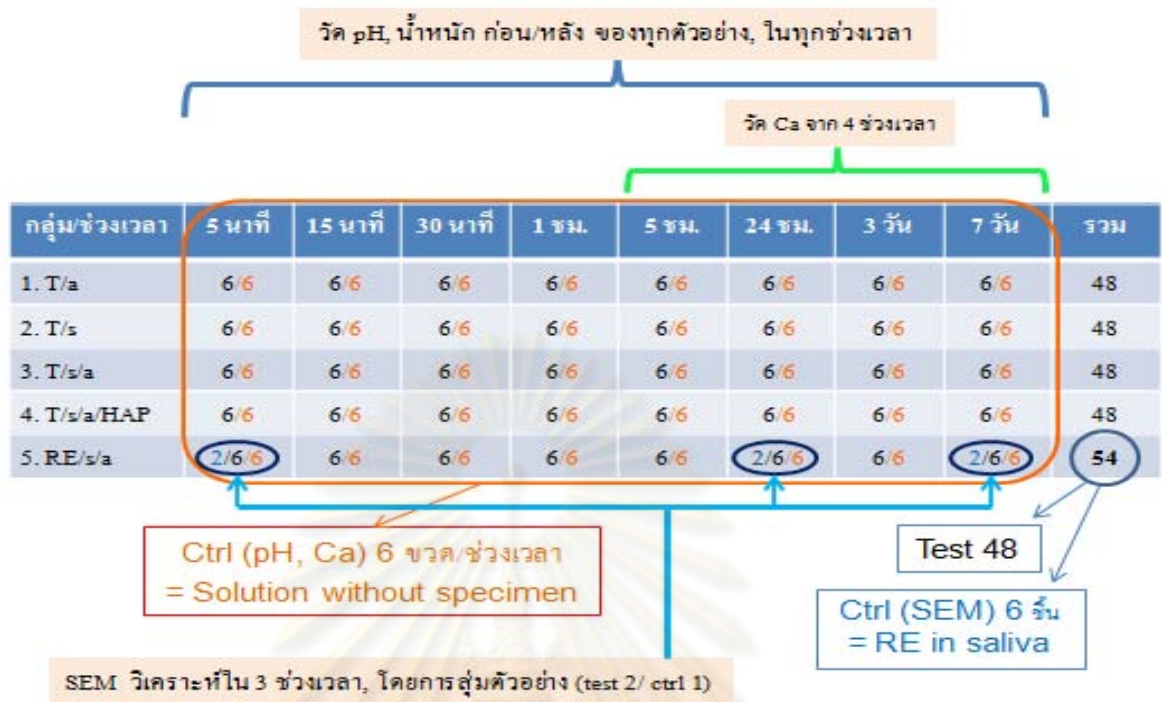 วัด pH, น้ำหนัก ก่อน/หลัง ของทุกตัวอย่าง, ในทุกช่วงเวลา
วัด Ca จาก 4 ช่วงเวลา
กลุ่ม/ช่วงเวลา 5 นาที 15 นาที 30 นาที 1 ชม. 5 ชม. 24 ชม. 3 วัน 7 วัน รวม
1. T/a 6/6 6/6 6/6 6/6 6/6 6/6 6/6 6/6 48
2. T/s 6/6 6/6 6/6 6/6 6/6 6/6 6/6 6/6 48
3. T/s/a 6/6 6/6 6/6 6/6 6/6 6/6 6/6 6/6 48
4. T/s/a/HAP 6/6 6/6 6/6 6/6 6/6 6/6 6/6 6/6 48
5. RE/s/a 2/6/6 6/6 6/6 6/6 6/6 2/6/6 6/6 2/6/6 54
Ctrl (pH, Ca) 6 ขวด/ช่วงเวลา
= Solution without specimen
Test 48
Ctrl (SEM) 6 ชิ้น
= RE in saliva
SEM วิเคราะห์ใน 3 ช่วงเวลา, โดยการสุ่มตัวอย่าง (test 2/ ctrl 1)